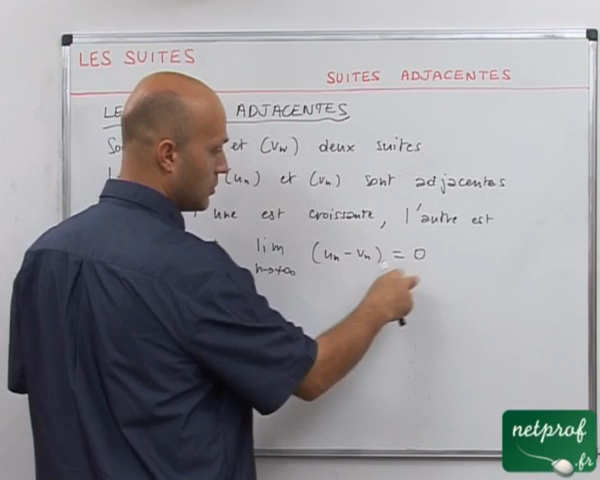 LES SUITES
SUITES ADJACENTES
LE ADJACENTES
So et (Vn) deux suites
(un) et (vn) sont adjacentes
l'une est croissante, l'autre est
lim (un - vn) = 0
n→+∞
netprof
.fr